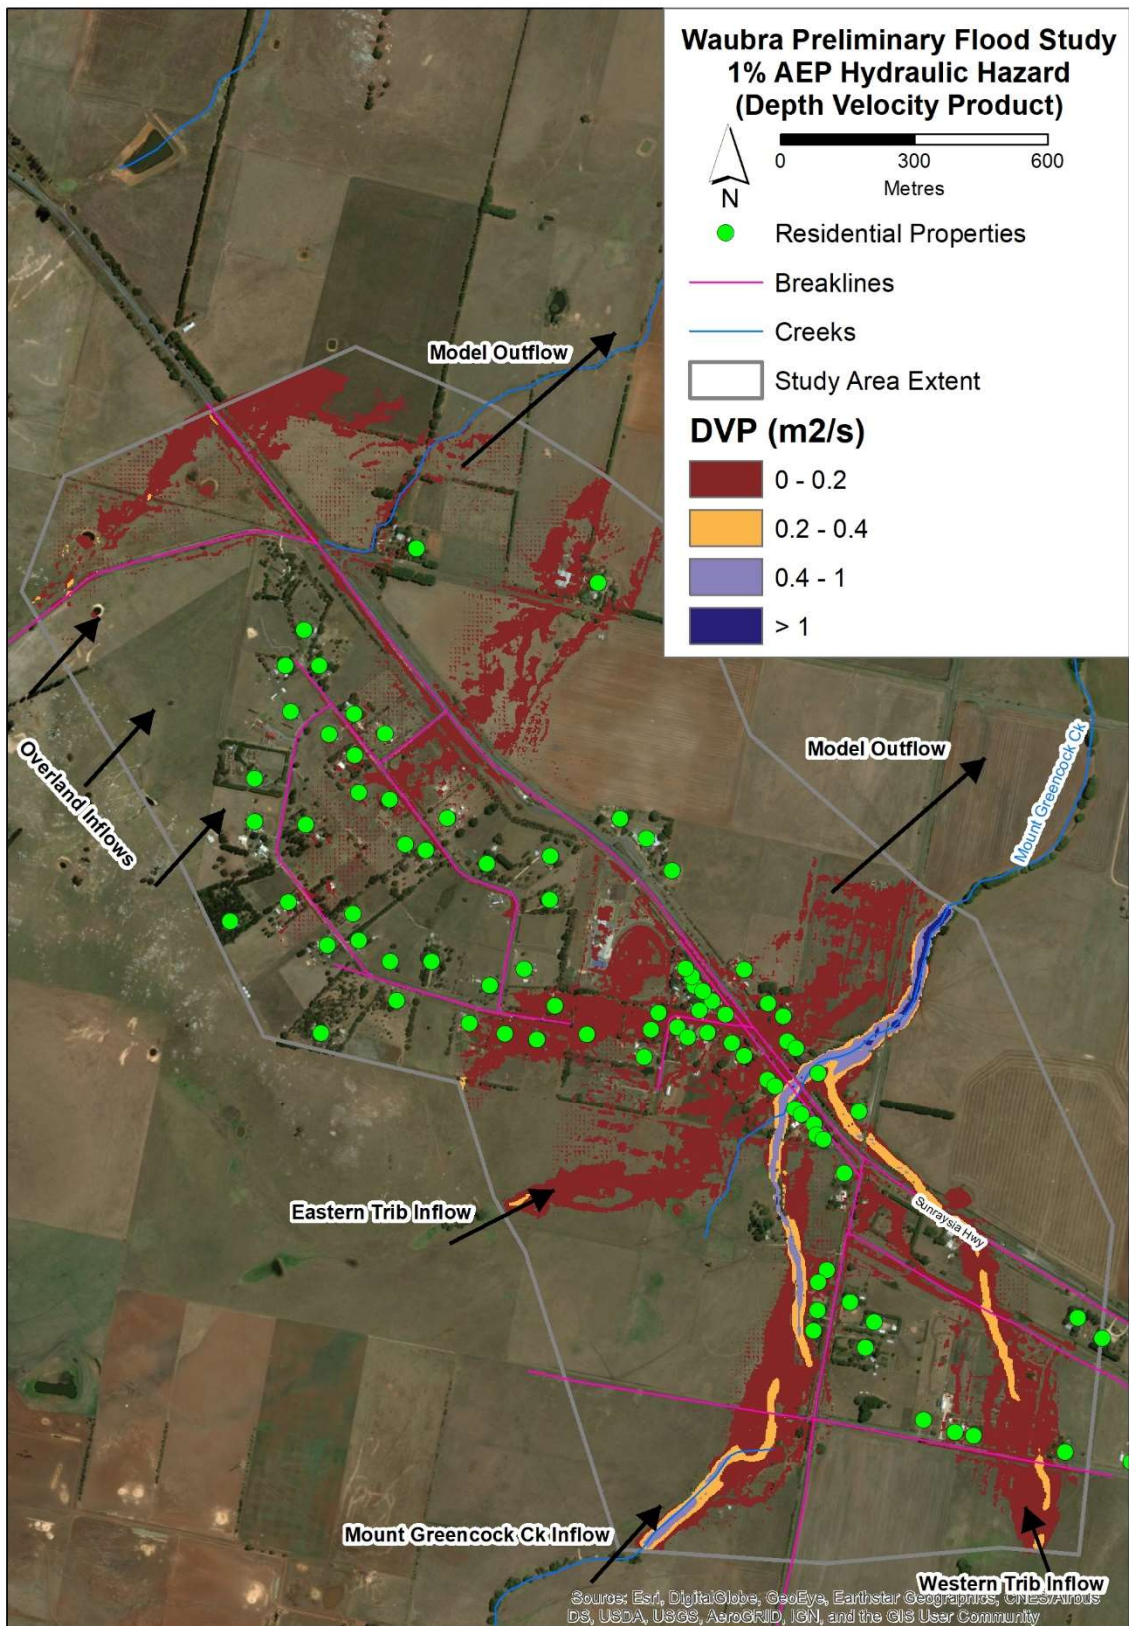 Waubra Preliminary Flood Study
1% AEP Hydraulic Hazard
(Depth Velocity Product)
0 300 600
Metres
N
Residential Properties
Breaklines
Creeks
Study Area Extent
DVP (m2/s)
0 - 0.2
0.2 - 0.4
0.4 - 1
> 1
Model Outflow
Overland Inflows
Model Outflow
Mount Greencock Ck
Eastern Trib Inflow
Sunraysia Hwy
Mount Greencock Ck Inflow
Western Trib Inflow
Source: Esri, DigitalGlobe, GeoEye, Earthstar Geographics, CNES/Airbus
DS, USDA, USGS, AeroGRID, IGN, and the GIS User Community